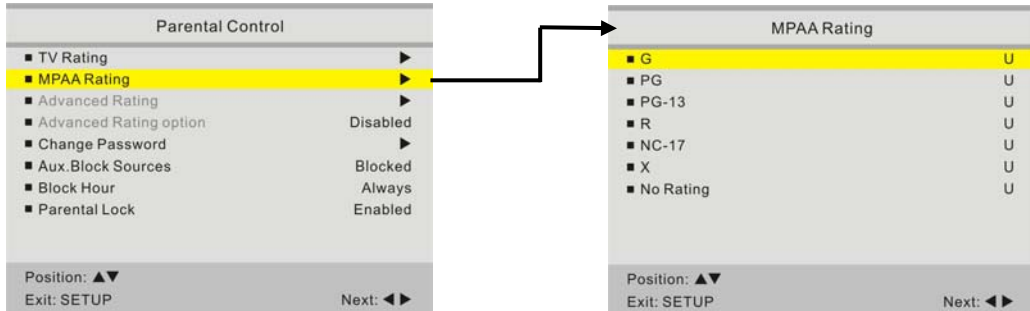 Parental Control
■ TV Rating ▶
■ MPAA Rating ▶
■ Advanced Rating ▶
■ Advanced Rating option Disabled
■ Change Password ▶
■ Aux.Block Sources Blocked
■ Block Hour Always
■ Parental Lock Enabled
Position: ▲▼
Exit: SETUP Next: ◀ ▶
MPAA Rating
■ G U
■ PG U
■ PG-13 U
■ R U
■ NC-17 U
■ X U
■ No Rating U
Position: ▲▼
Exit: SETUP Next: ◀ ▶